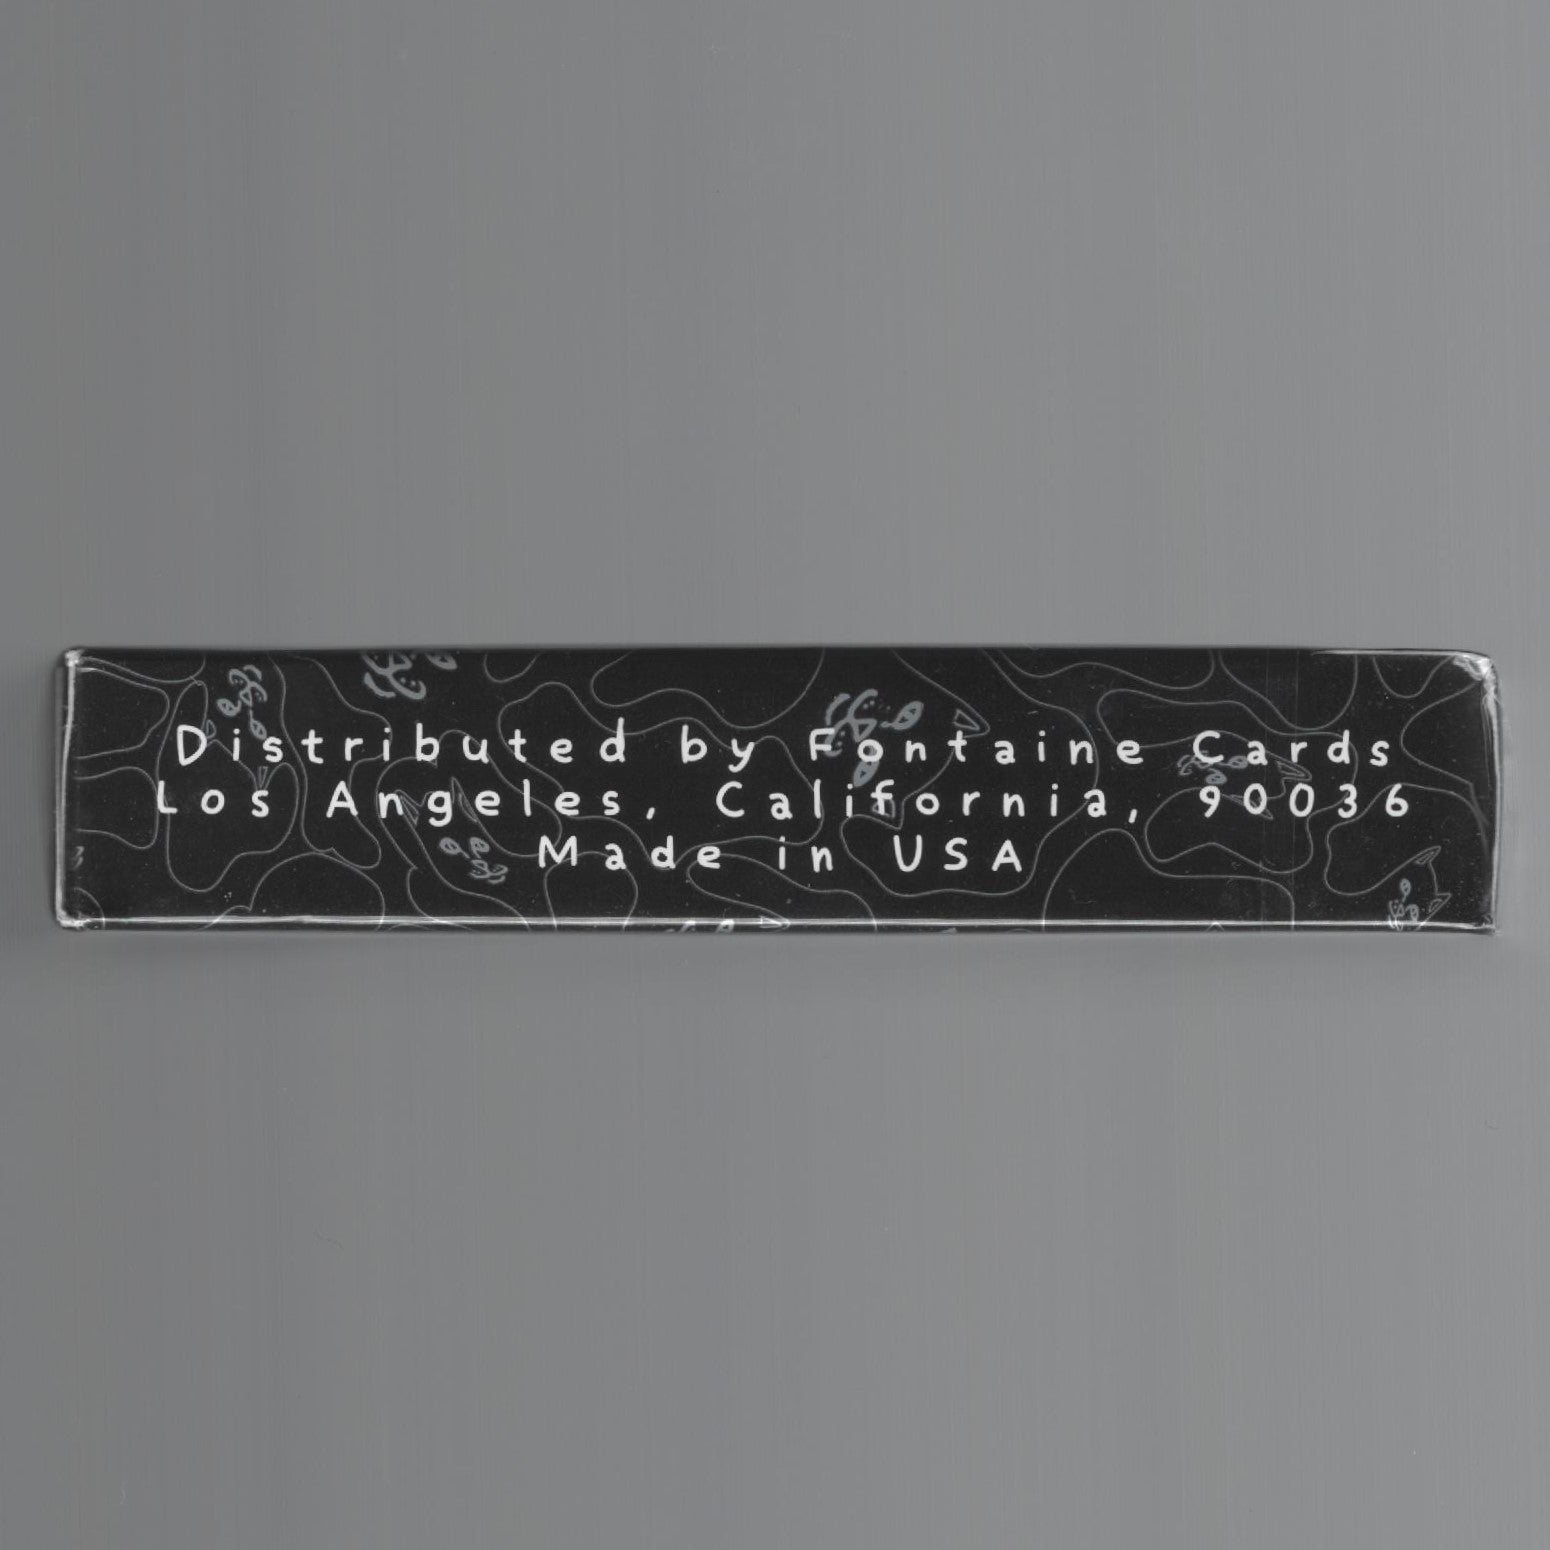 Distributed by Fontaine Cards
Los Angeles, California, 90036
Made in USA